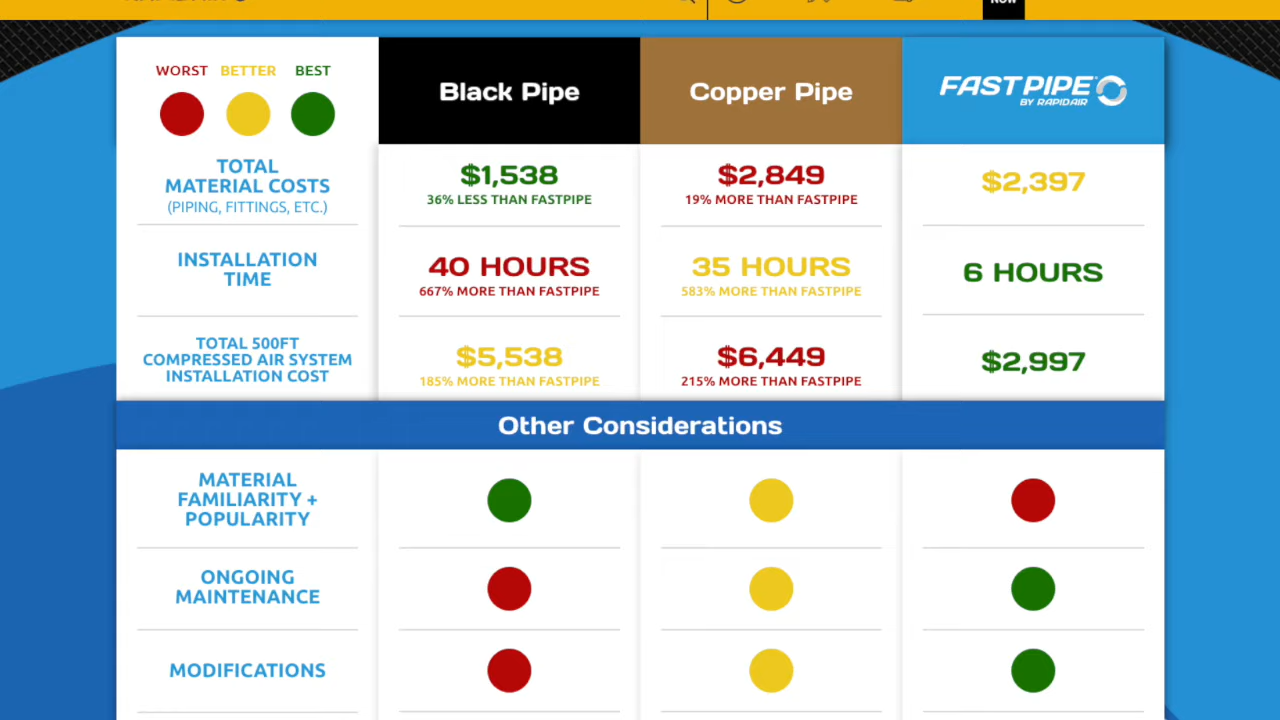 NOW
WORST BETTER BEST
Black Pipe
Copper Pipe
FASTPIPE
BY RAPIDAIR
TOTAL
MATERIAL COSTS
(PIPING, FITTINGS, ETC.)
$1,538
36% LESS THAN FASTPIPE
$2,849
19% MORE THAN FASTPIPE
$2,397
INSTALLATION
TIME
40 HOURS
667% MORE THAN FASTPIPE
35 HOURS
583% MORE THAN FASTPIPE
6 HOURS
TOTAL 500FT
COMPRESSED AIR SYSTEM
INSTALLATION COST
$5,538
185% MORE THAN FASTPIPE
$6,449
215% MORE THAN FASTPIPE
$2,997
Other Considerations
MATERIAL
FAMILIARITY +
POPULARITY
ONGOING
MAINTENANCE
MODIFICATIONS